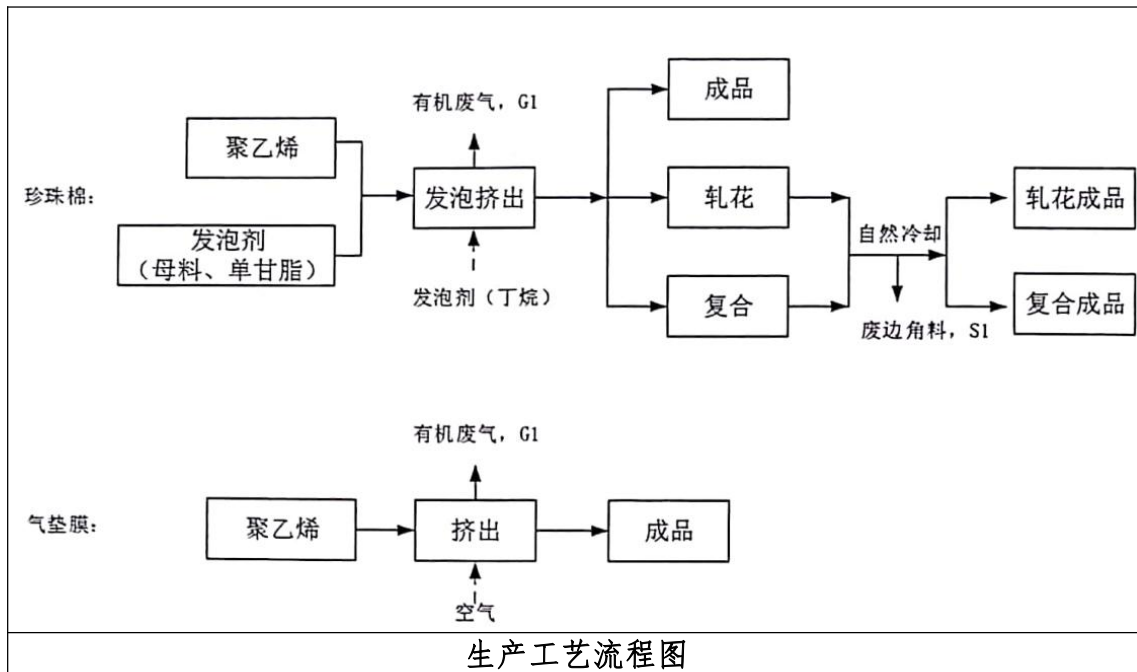 珍珠棉：
聚乙烯
发泡剂
（母料、单甘脂）
有机废气，G1
发泡挤出
发泡剂（丁烷）
成品
轧花
复合
自然冷却
废边角料，S1
轧花成品
复合成品
气垫膜：
聚乙烯
有机废气，G1
挤出
空气
成品
生产工艺流程图